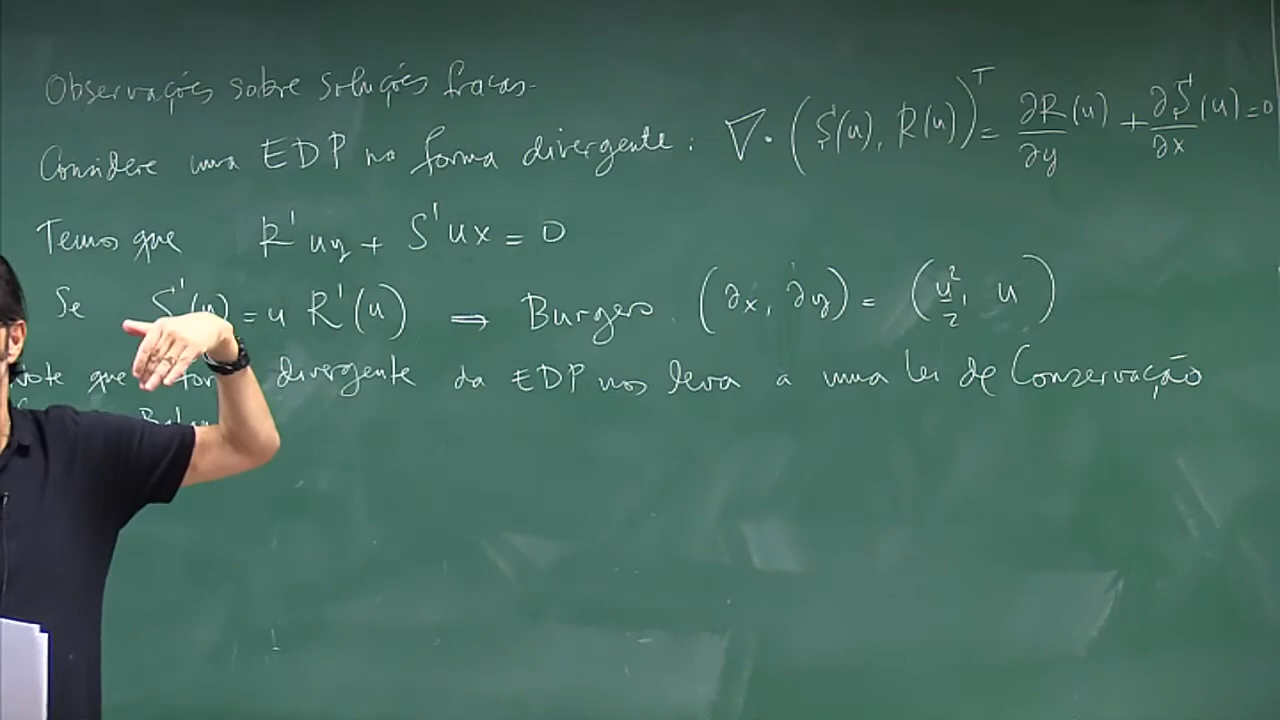 Observações sobre soluções fracas.
Considere uma EDP na forma divergente: ∇·(S(u), R(u))ᵀ = ∂R(u)/∂y + ∂S(u)/∂x = 0
Temos que R'uy + S'ux = 0
Se S'(u) = u R'(u) ⇒ Burgers (∂x, ∂y) = (u²/2, u)
que divergente da EDP nos leva a uma lei de Conservação